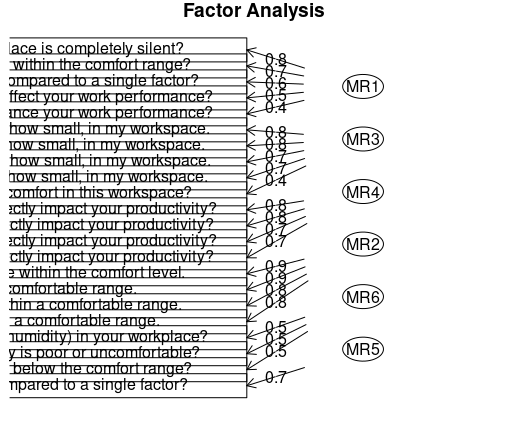 Factor Analysis
lace is completely silent?
within the comfort range?
ompared to a single factor?
ffect your work performance?
ance your work performance?
how small, in my workspace.
how small, in my workspace.
how small, in my workspace.
how small, in my workspace.
comfort in this workspace?
ectly impact your productivity?
ctly impact your productivity?
ectly impact your productivity?
ctly impact your productivity?
e within the comfort level.
comfortable range.
thin a comfortable range.
a comfortable range.
humidity) in your workplace?
y is poor or uncomfortable?
below the comfort range?
mpared to a single factor?
0.8
0.7
0.6
0.5
0.4
0.8
0.8
0.7
0.7
0.4
0.8
0.8
0.7
0.7
0.9
0.9
0.8
0.8
0.5
0.5
0.5
0.7
MR1
MR3
MR4
MR2
MR6
MR5